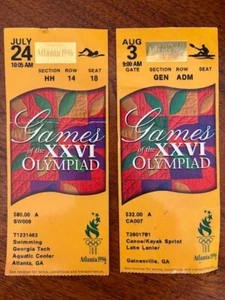 JULY
24
10:05 AM
Atlanta 1996
SECTION ROW SEAT
HH 14 18
Games
of the XXVI
OLYMPIAD
$80.00 A
SW009
T1231463
Swimming
Georgia Tech
Aquatic Center
Atlanta, GA
Atlanta 1996
AUG
3
9:00 AM
GATE
SECTION ROW SEAT
GEN ADM
Games
of the XXVI
OLYMPIAD
$32.00 A
CA007
T2601781
Canoe/Kayak Sprint
Lake Lanier
Gainesville, GA
Atlanta 1996